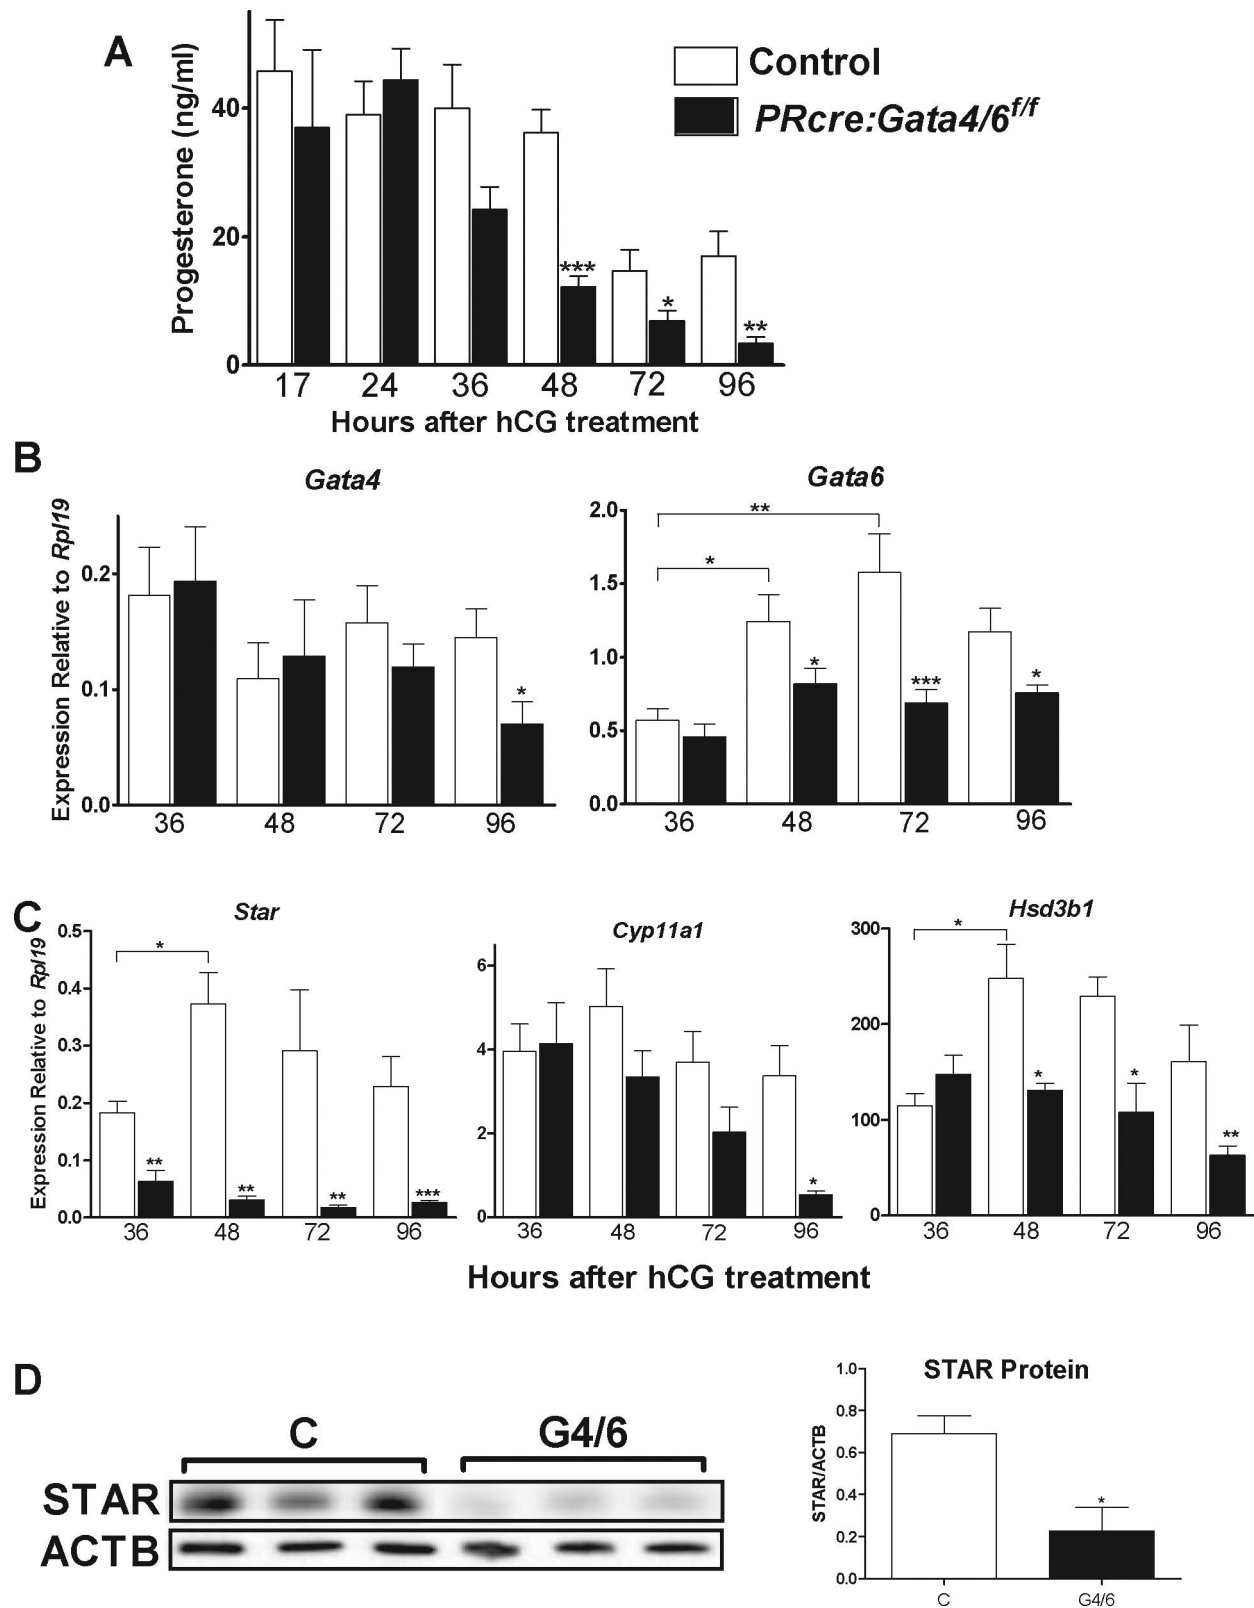 A
Progesterone (ng/ml)
40
20
0
***
*
**
17 24 36 48 72 96
Hours after hCG treatment
Control
PRcre:Gata4/6f/f
B
Gata4
Expression Relative to Rpl19
0.2
0.1
0.0
*
36 48 72 96
Gata6
2.0
1.5
1.0
0.5
0.0
**
*
*
***
*
36 48 72 96
C
Star
Expression Relative to Rpl19
0.5
0.4
0.3
0.2
0.1
0.0
*
**
**
**
***
36 48 72 96
Cyp11a1
6
4
2
0
*
36 48 72 96
Hsd3b1
300
200
100
0
*
*
*
**
36 48 72 96
Hours after hCG treatment
D
C G4/6
STAR
ACTB
STAR Protein
STAR/ACTB
1.0
0.8
0.6
0.4
0.2
0.0
*
C G4/6